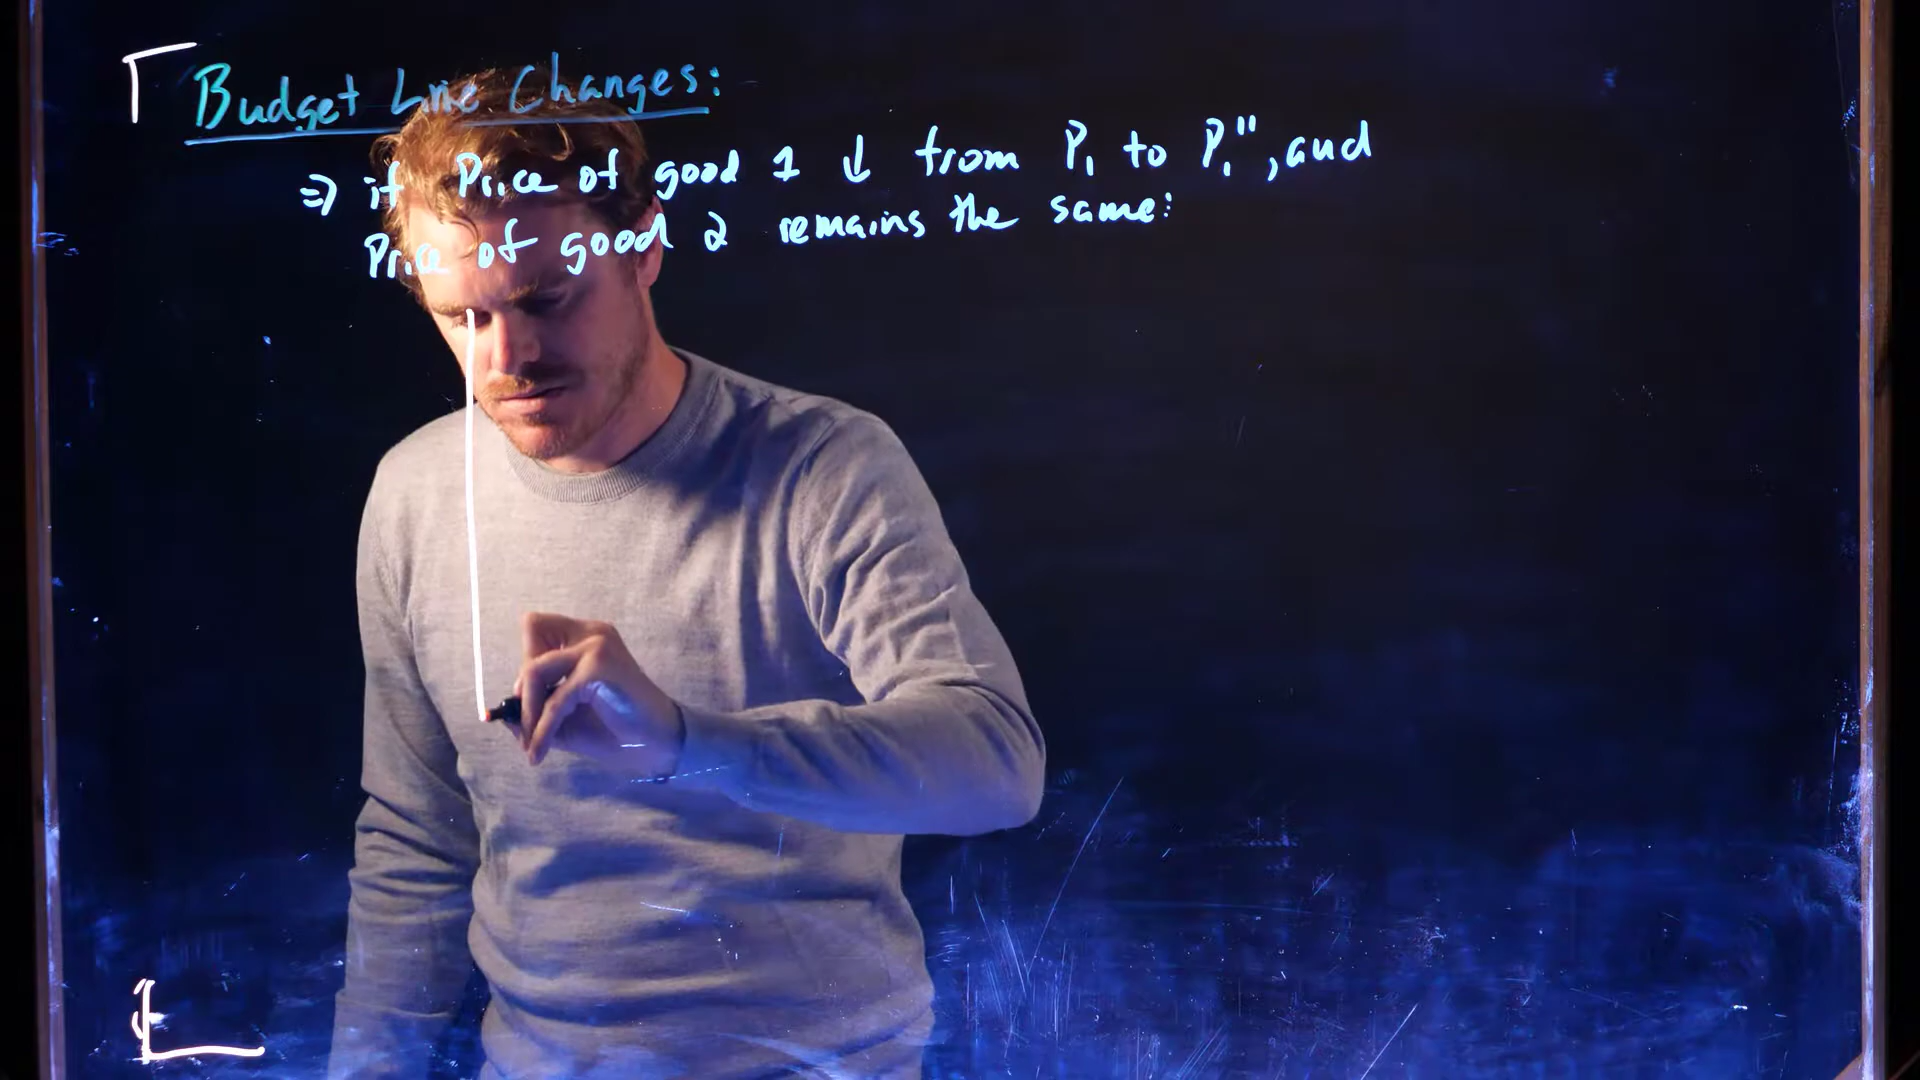 Budget Line Changes:
⇒ if Price of good 1 ↓ from P₁ to P₁", and
Price of good 2 remains the same: